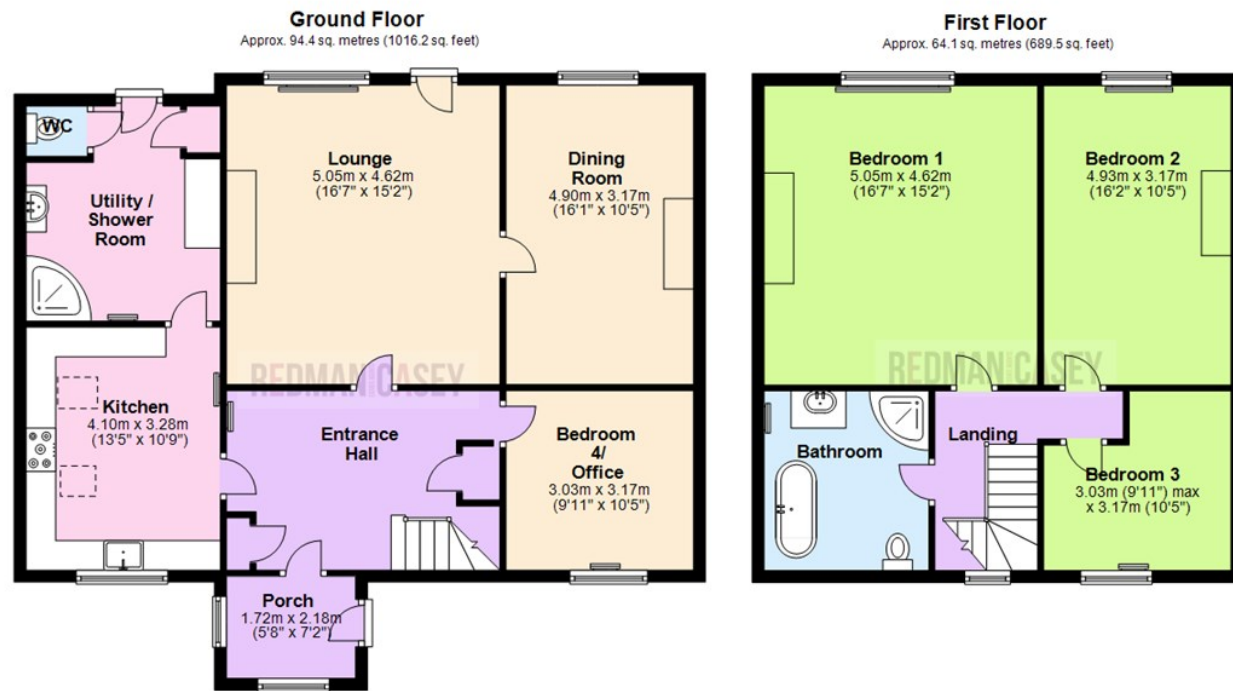 Ground Floor
Approx. 94.4 sq. metres (1016.2 sq. feet)
WC
Utility /
Shower
Room
Lounge
5.05m x 4.62m
(16'7" x 15'2")
Dining
Room
4.90m x 3.17m
(16'1" x 10'5")
Kitchen
4.10m x 3.28m
(13'5" x 10'9")
REDMAN CASEY
Entrance
Hall
Bedroom
4/
Office
3.03m x 3.17m
(9'11" x 10'5")
Porch
1.72m x 2.18m
(5'8" x 7'2")
First Floor
Approx. 64.1 sq. metres (689.5 sq. feet)
Bedroom 1
5.05m x 4.62m
(16'7" x 15'2")
Bedroom 2
4.93m x 3.17m
(16'2" x 10'5")
REDMAN CASEY
Bathroom
Landing
Bedroom 3
3.03m (9'11") max
x 3.17m (10'5")